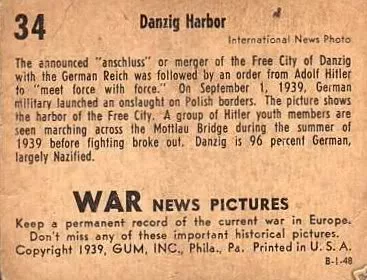 34
Danzig Harbor
International News Photo
The announced "anschluss" or merger of the Free City of Danzig
with the German Reich was followed by an order from Adolf Hitler
to "meet force with force." On September 1, 1939, German
military launched an onslaught on Polish borders. The picture shows
the harbor of the Free City. A group of Hitler youth members are
seen marching across the Mottlau Bridge during the summer of
1939 before fighting broke out. Danzig is 96 percent German,
largely Nazified.
WAR NEWS PICTURES
Keep a permanent record of the current war in Europe.
Don't miss any of these important historical pictures.
Copyright 1939, GUM, INC., Phila., Pa. Printed in U. S. A.
B-1-48